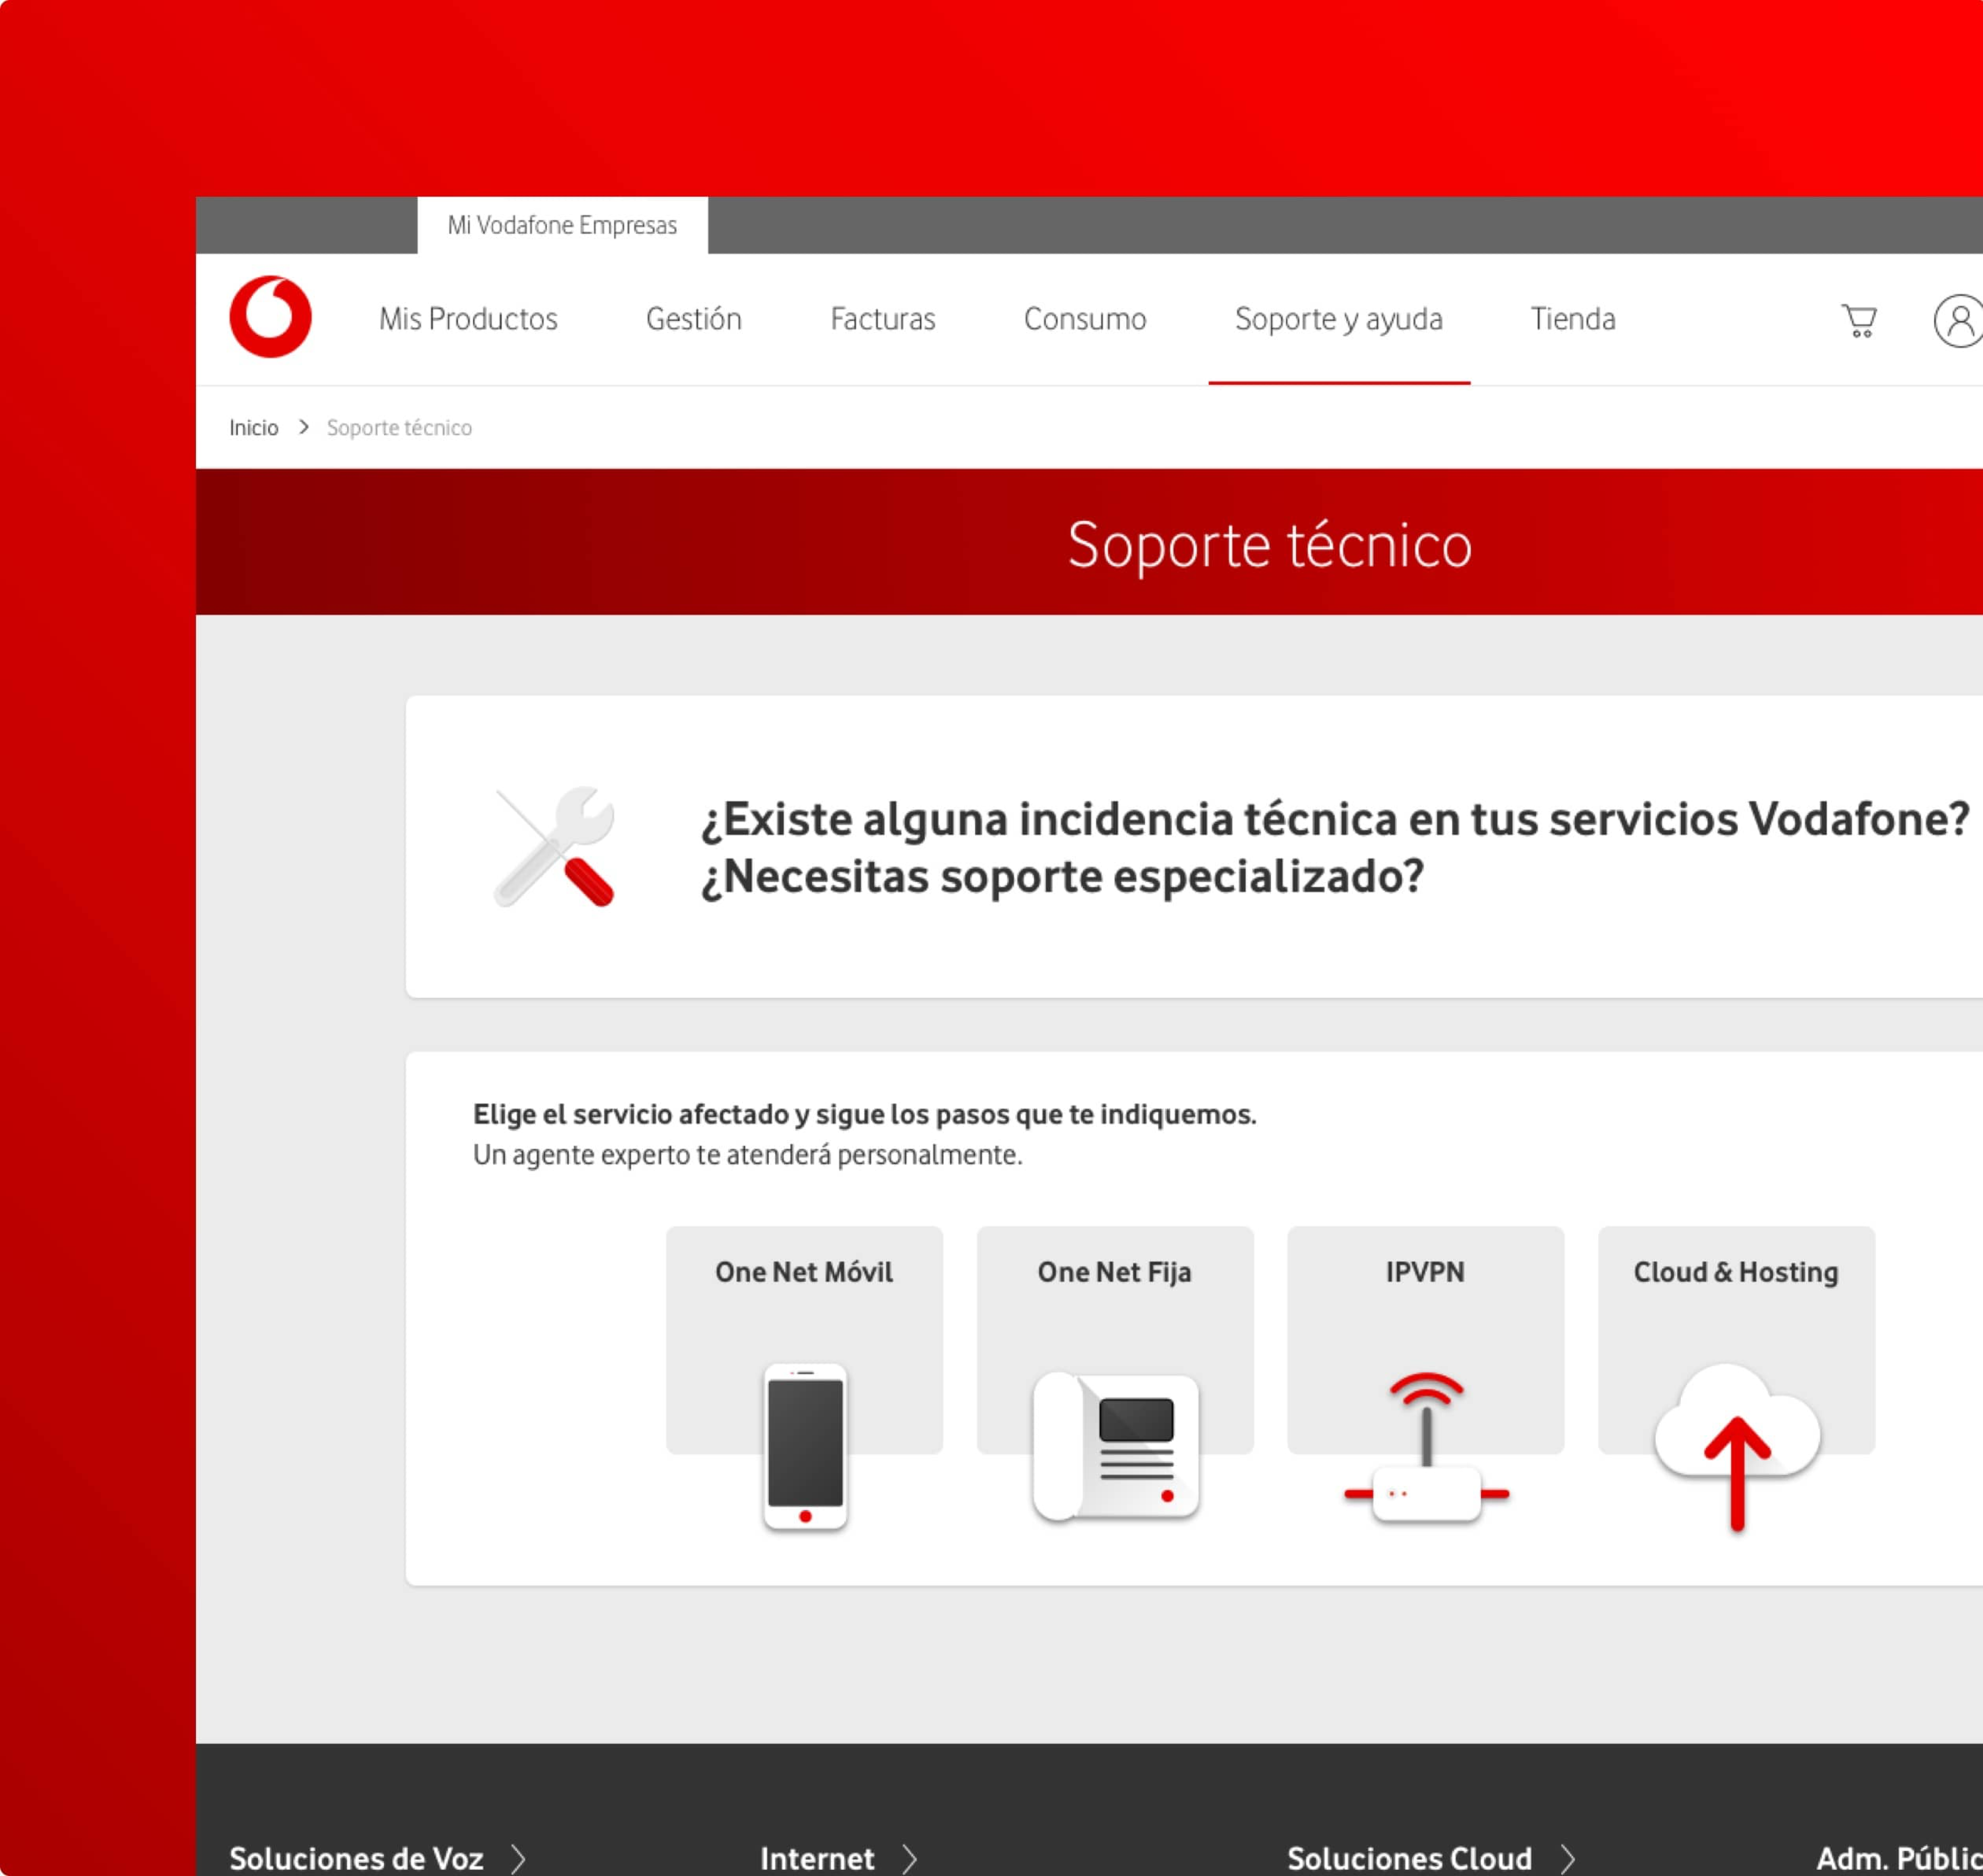 Mi Vodafone Empresas
Mis Productos Gestión Facturas Consumo Soporte y ayuda Tienda
Inicio > Soporte técnico
Soporte técnico
¿Existe alguna incidencia técnica en tus servicios Vodafone?
¿Necesitas soporte especializado?
Elige el servicio afectado y sigue los pasos que te indiquemos.
Un agente experto te atenderá personalmente.
One Net Móvil One Net Fija IPVPN Cloud & Hosting
Soluciones de Voz > Internet > Soluciones Cloud > Adm.